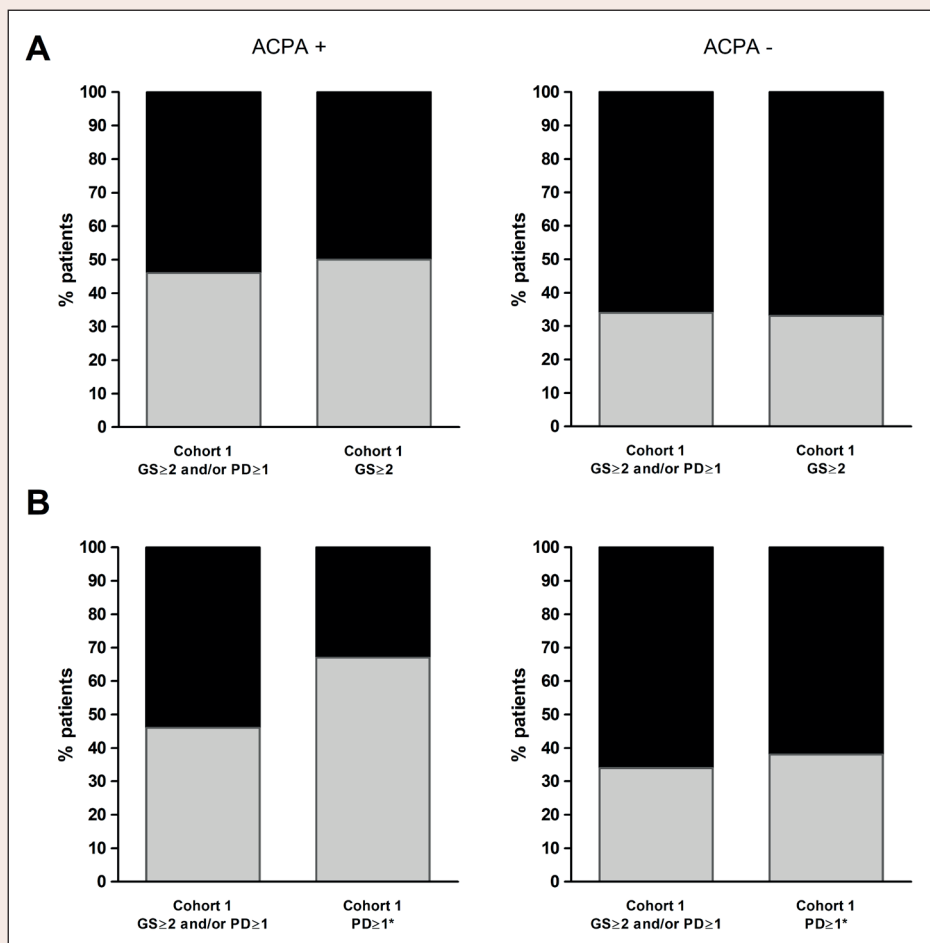 A
ACPA +
ACPA -
% patients
100
90
80
70
60
50
40
30
20
10
0
Cohort 1
GS≥2 and/or PD≥1
Cohort 1
GS≥2
% patients
100
90
80
70
60
50
40
30
20
10
0
Cohort 1
GS≥2 and/or PD≥1
Cohort 1
GS≥2
B
% patients
100
90
80
70
60
50
40
30
20
10
0
Cohort 1
GS≥2 and/or PD≥1
Cohort 1
PD≥1*
% patients
100
90
80
70
60
50
40
30
20
10
0
Cohort 1
GS≥2 and/or PD≥1
Cohort 1
PD≥1*